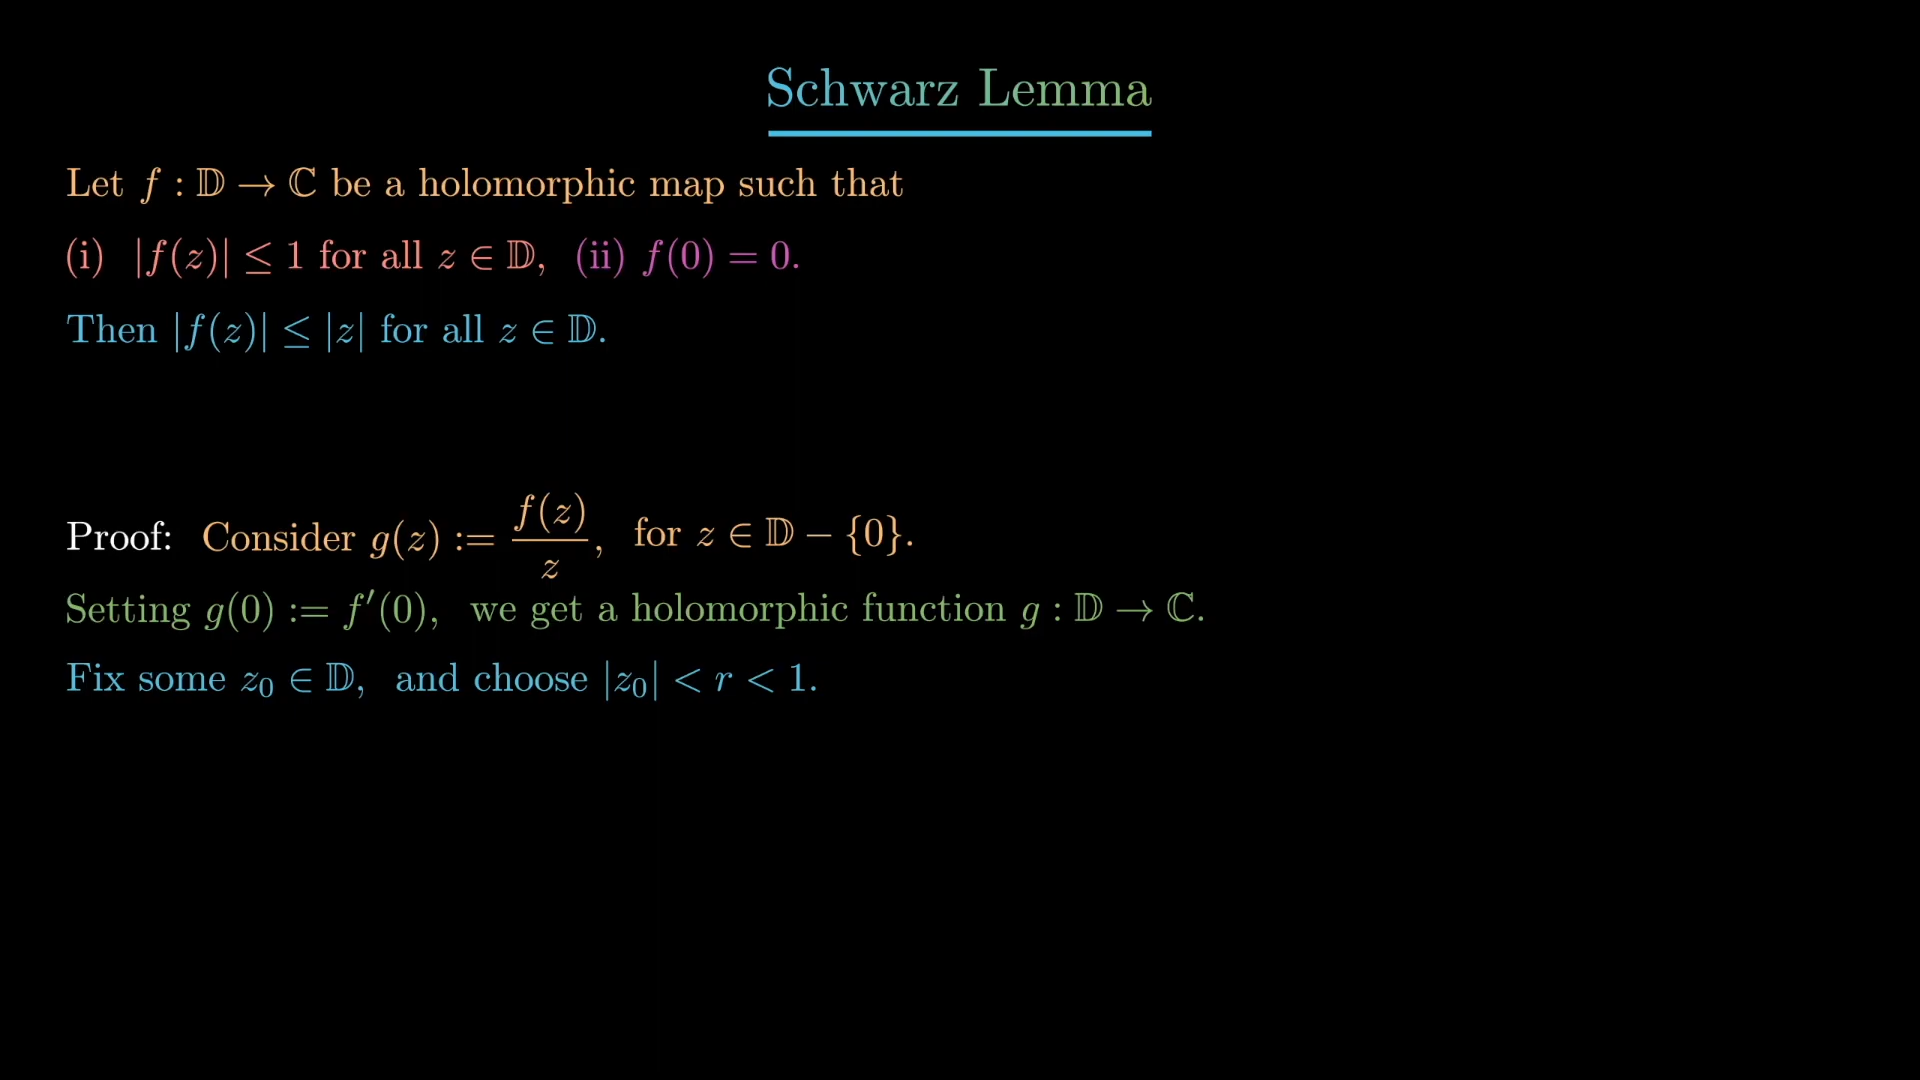 Schwarz Lemma
Let f : 𝔻 → ℂ be a holomorphic map such that
(i) |f(z)| ≤ 1 for all z ∈ 𝔻, (ii) f(0) = 0.
Then |f(z)| ≤ |z| for all z ∈ 𝔻.
Proof: Consider g(z) := f(z)/z, for z ∈ 𝔻 − {0}.
Setting g(0) := f′(0), we get a holomorphic function g : 𝔻 → ℂ.
Fix some z₀ ∈ 𝔻, and choose |z₀| < r < 1.